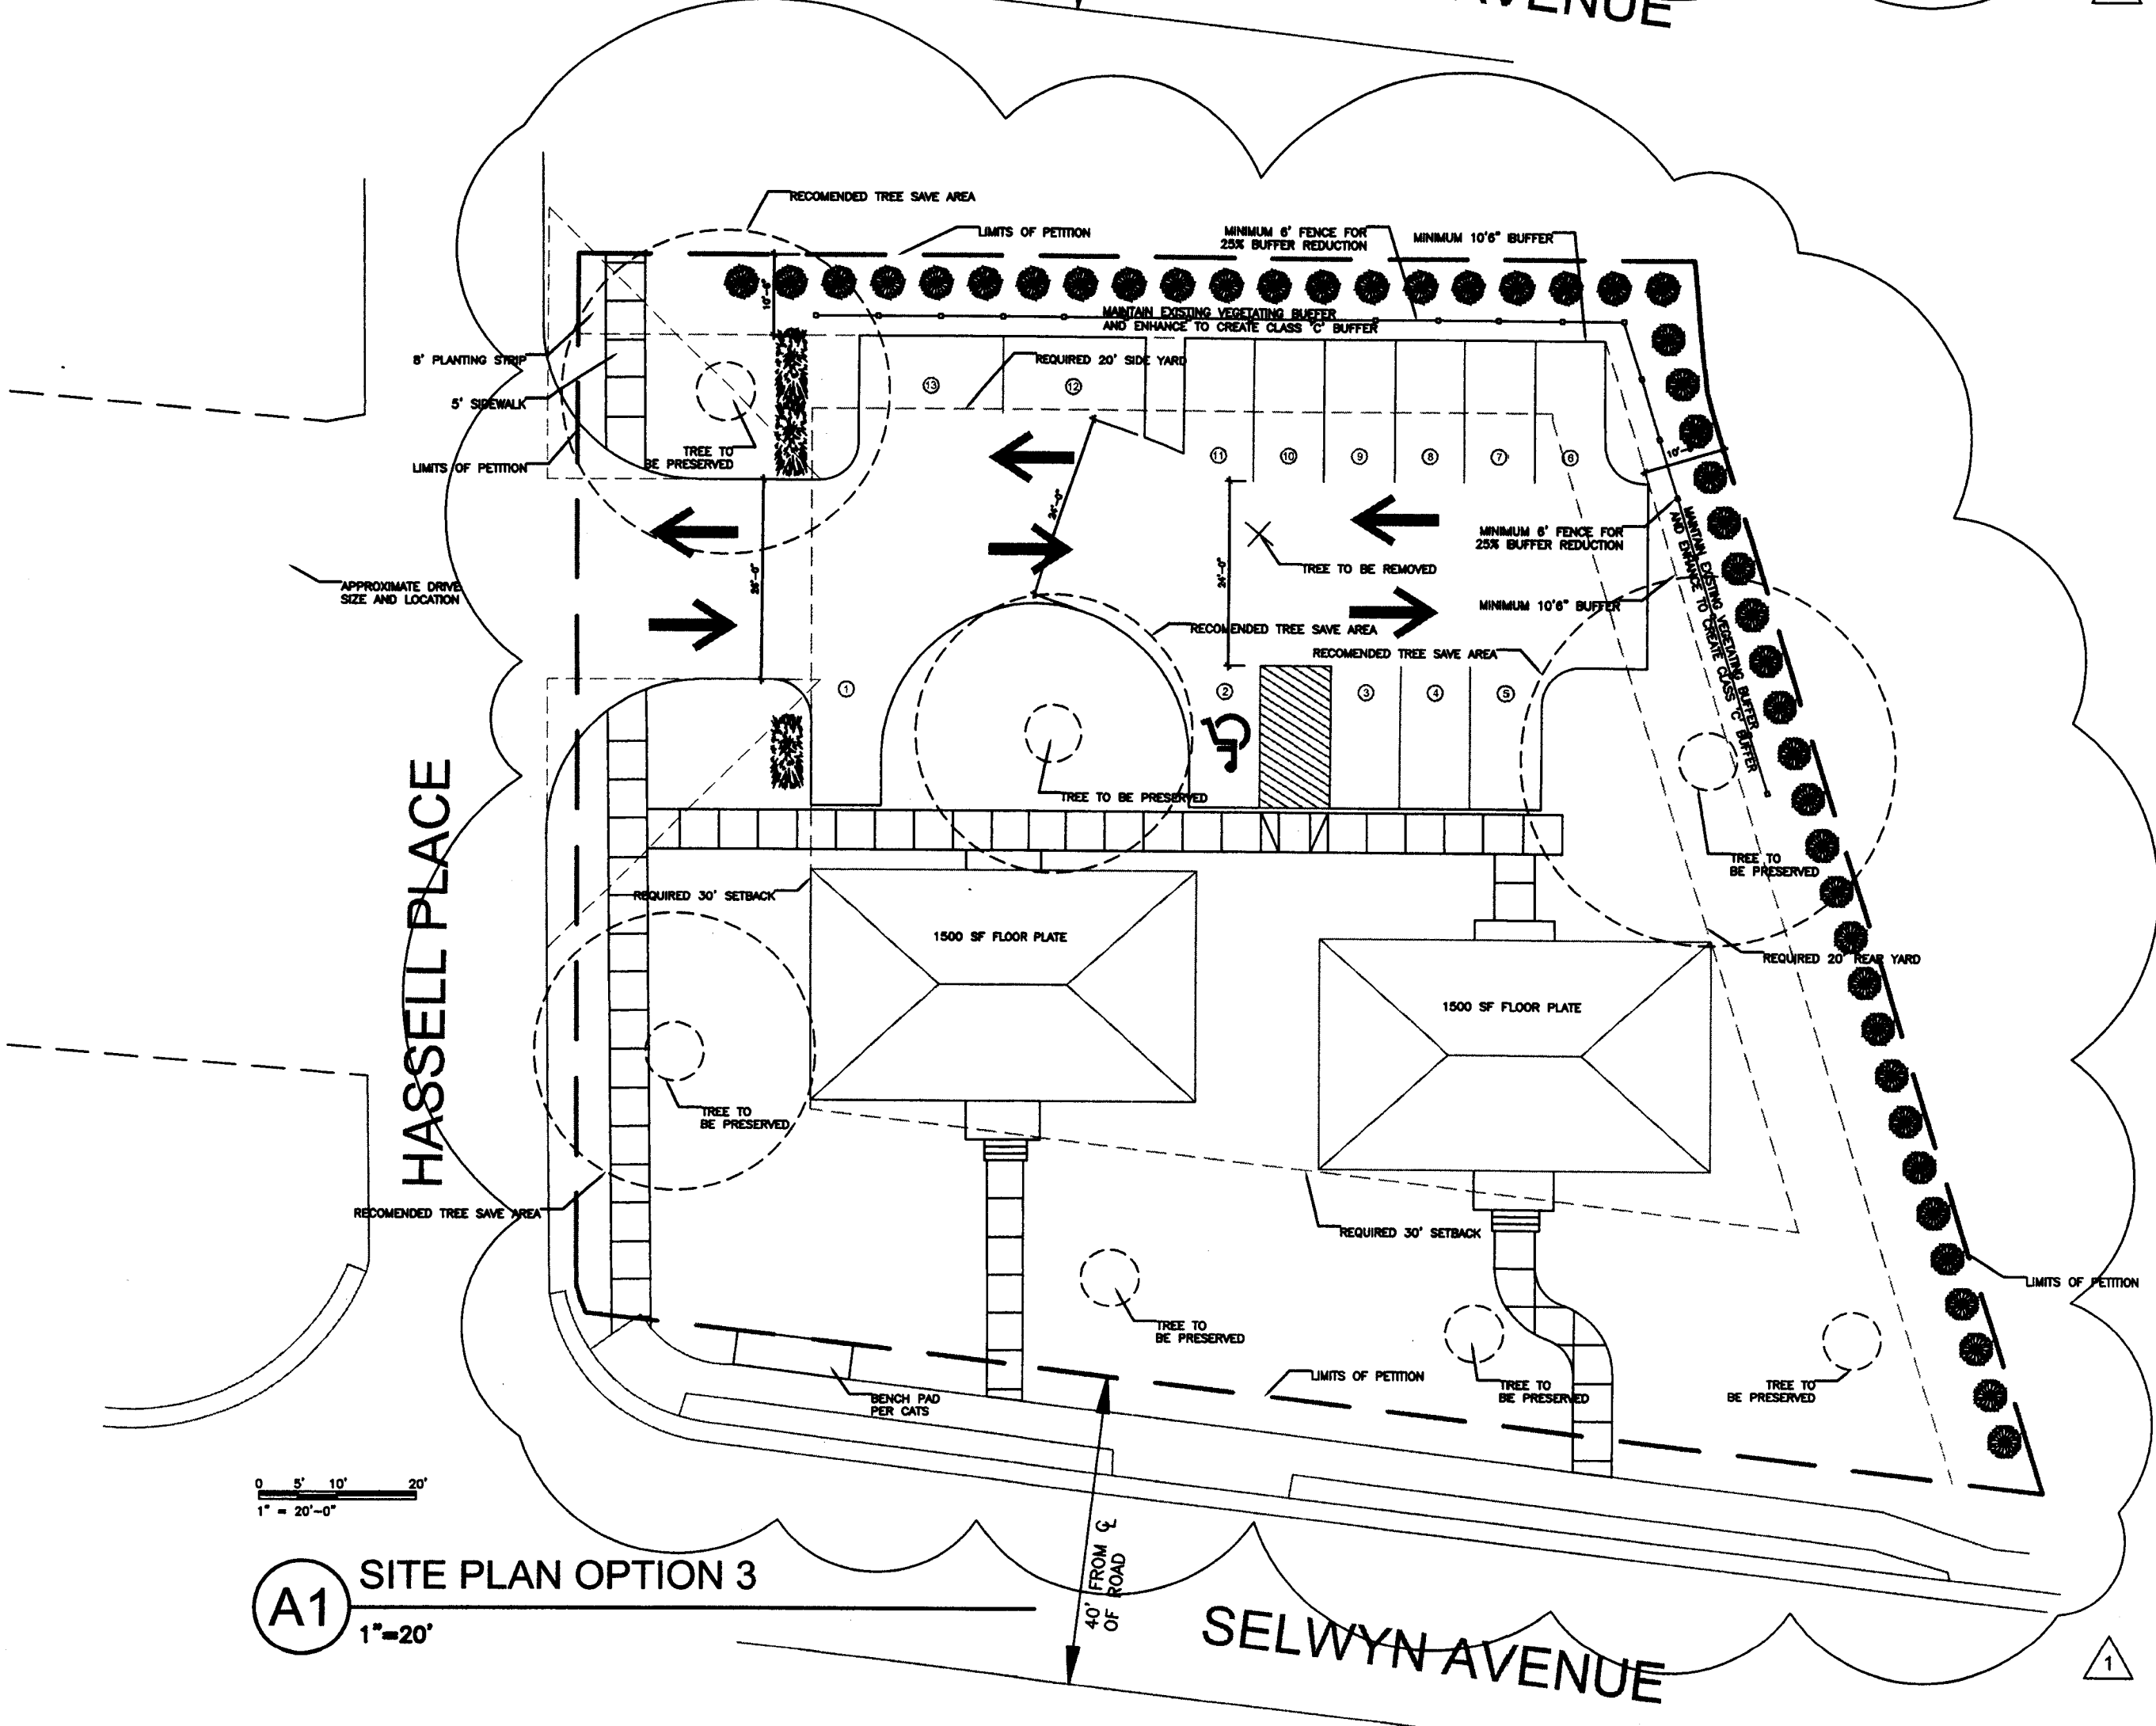 AVENUE
RECOMENDED TREE SAVE AREA
LIMITS OF PETITION
MINIMUM 6' FENCE FOR
25% BUFFER REDUCTION
MINIMUM 10'6" BUFFER
10'-6"
MAINTAIN EXISTING VEGETATING BUFFER
AND ENHANCE TO CREATE CLASS 'C' BUFFER
8' PLANTING STRIP
5' SIDEWALK
LIMITS OF PETITION
TREE TO
BE PRESERVED
REQUIRED 20' SIDE YARD
13
12
11
10
9
8
7
6
26'-0"
24'-0"
24'-0"
APPROXIMATE DRIVE
SIZE AND LOCATION
TREE TO BE REMOVED
MINIMUM 6' FENCE FOR
25% BUFFER REDUCTION
MINIMUM 10'6" BUFFER
MAINTAIN EXISTING VEGETATING BUFFER
AND ENHANCE TO CREATE CLASS 'C' BUFFER
RECOMENDED TREE SAVE AREA
RECOMENDED TREE SAVE AREA
1
2
3
4
5
TREE TO BE PRESERVED
TREE TO
BE PRESERVED
HASSELL PLACE
REQUIRED 30' SETBACK
1500 SF FLOOR PLATE
REQUIRED 20' REAR YARD
1500 SF FLOOR PLATE
TREE TO
BE PRESERVED
RECOMENDED TREE SAVE AREA
REQUIRED 30' SETBACK
LIMITS OF PETITION
TREE TO
BE PRESERVED
LIMITS OF PETITION
TREE TO
BE PRESERVED
TREE TO
BE PRESERVED
BENCH PAD
PER CATS
0 5' 10' 20'
1" = 20'-0"
40' FROM ℄
OF ROAD
A1
SITE PLAN OPTION 3
1"=20'
SELWYN AVENUE
1